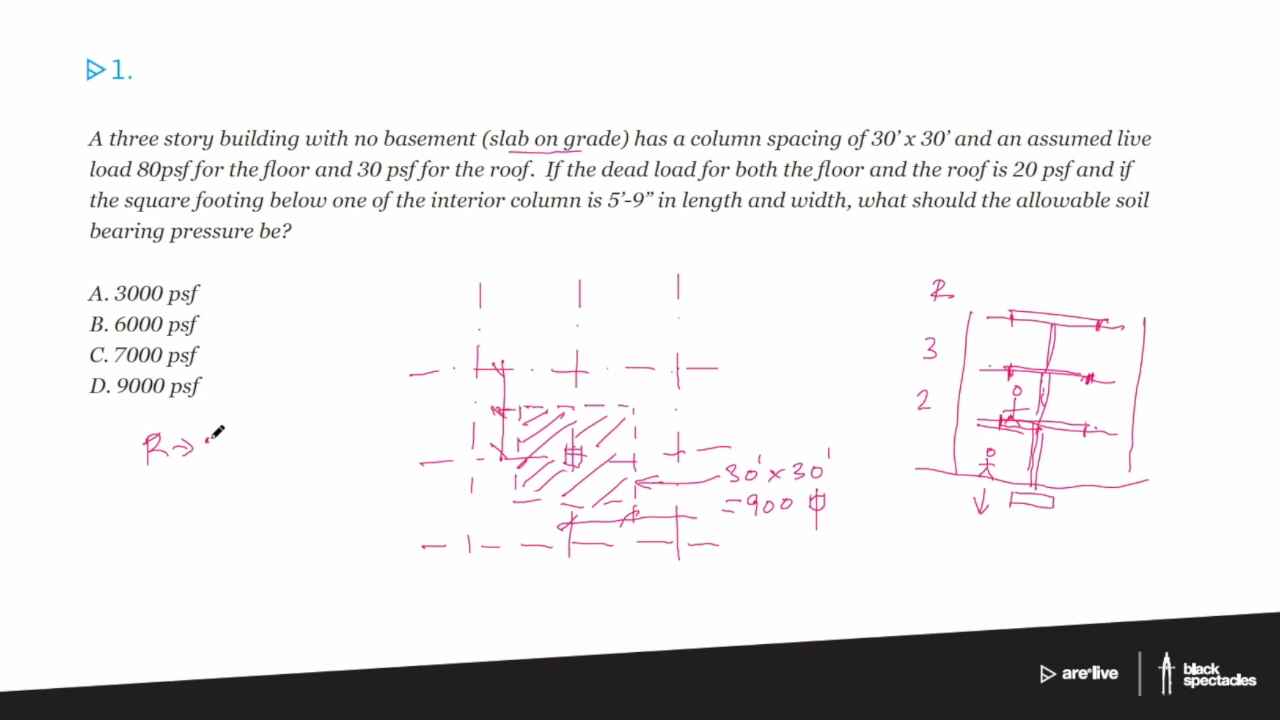 1.
A three story building with no basement (slab on grade) has a column spacing of 30’ x 30’ and an assumed live
load 80psf for the floor and 30 psf for the roof. If the dead load for both the floor and the roof is 20 psf and if
the square footing below one of the interior column is 5’-9” in length and width, what should the allowable soil
bearing pressure be?
A. 3000 psf
B. 6000 psf
C. 7000 psf
D. 9000 psf
R →
30' x 30'
= 900
R
3
2
are live
black
spectacles